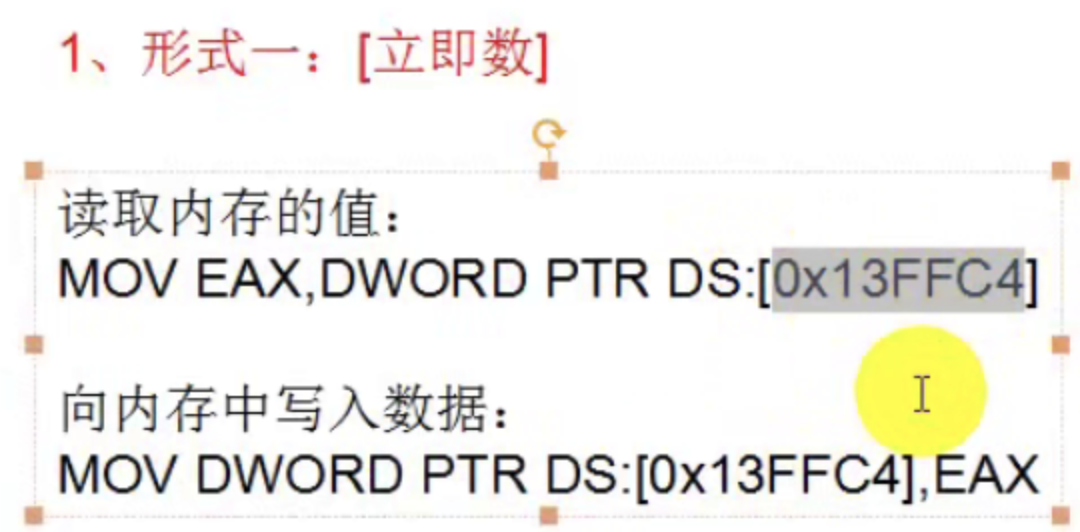 1、形式一：[立即数]
读取内存的值：
MOV EAX,DWORD PTR DS:[0x13FFC4]
向内存中写入数据：
MOV DWORD PTR DS:[0x13FFC4],EAX